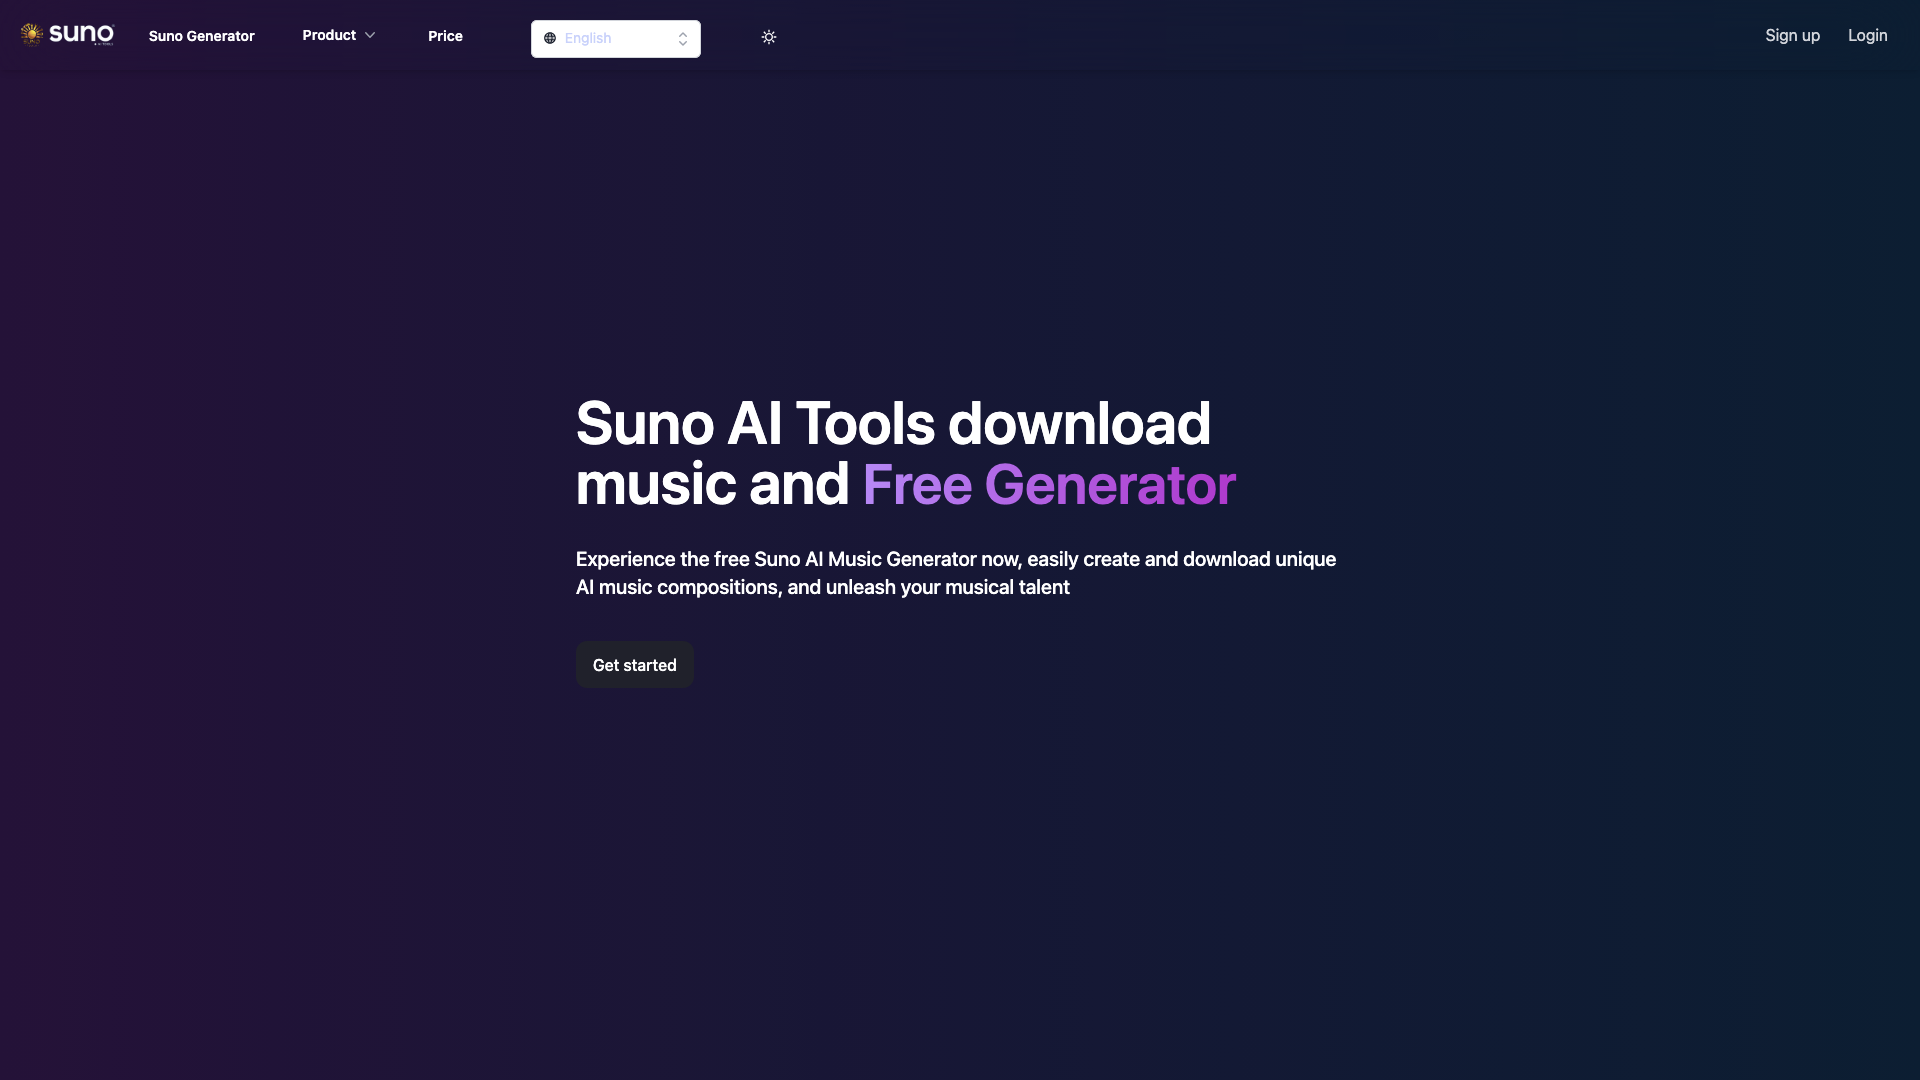 suno
Suno Generator
Product
Price
English
Sign up
Login
Suno AI Tools download
music and Free Generator
Experience the free Suno AI Music Generator now, easily create and download unique
AI music compositions, and unleash your musical talent
Get started